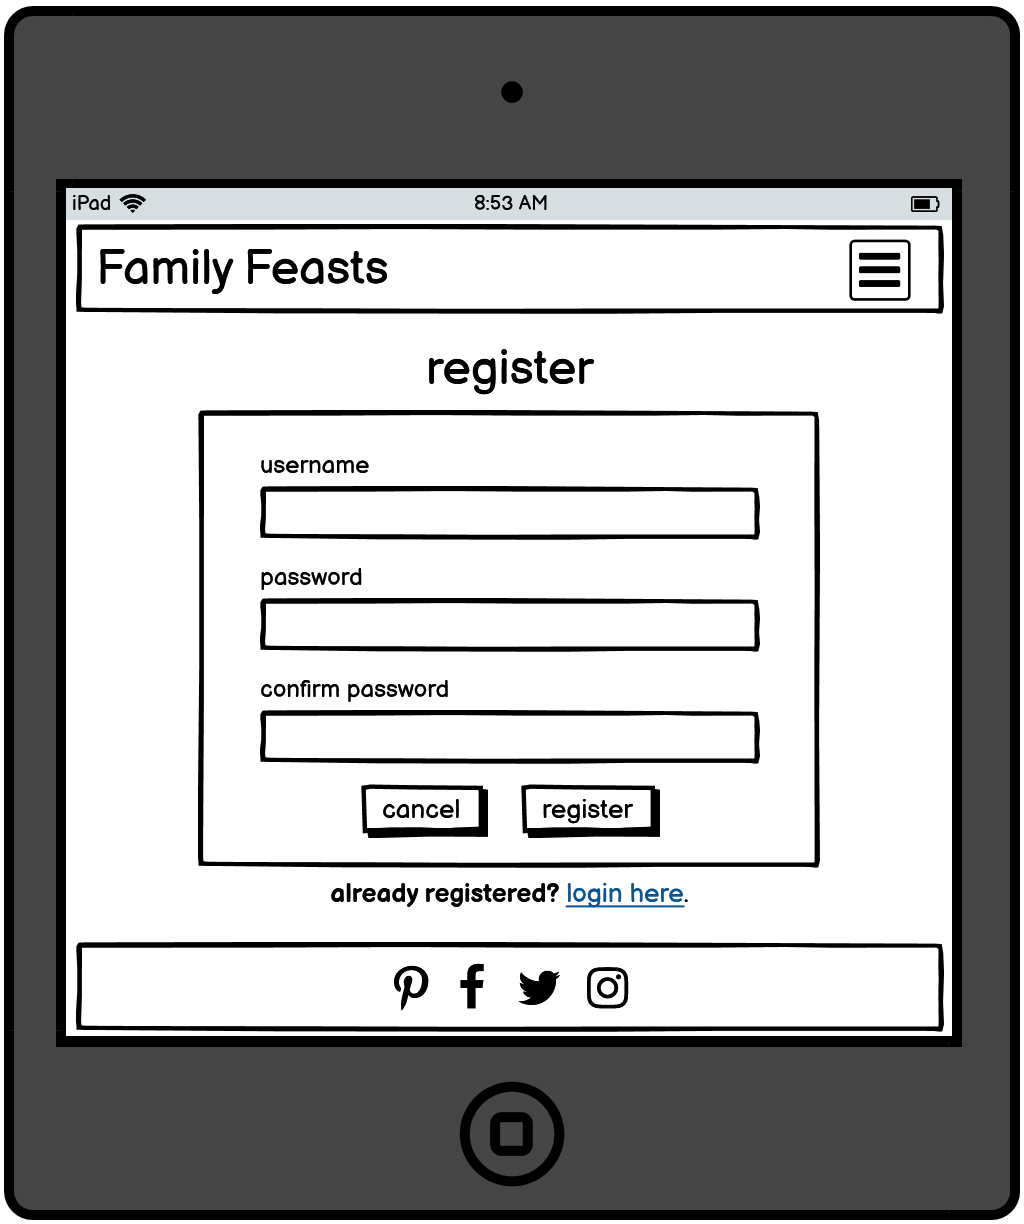 iPad 8:53 AM
Family Feasts
register
username
password
confirm password
cancel register
already registered? login here.